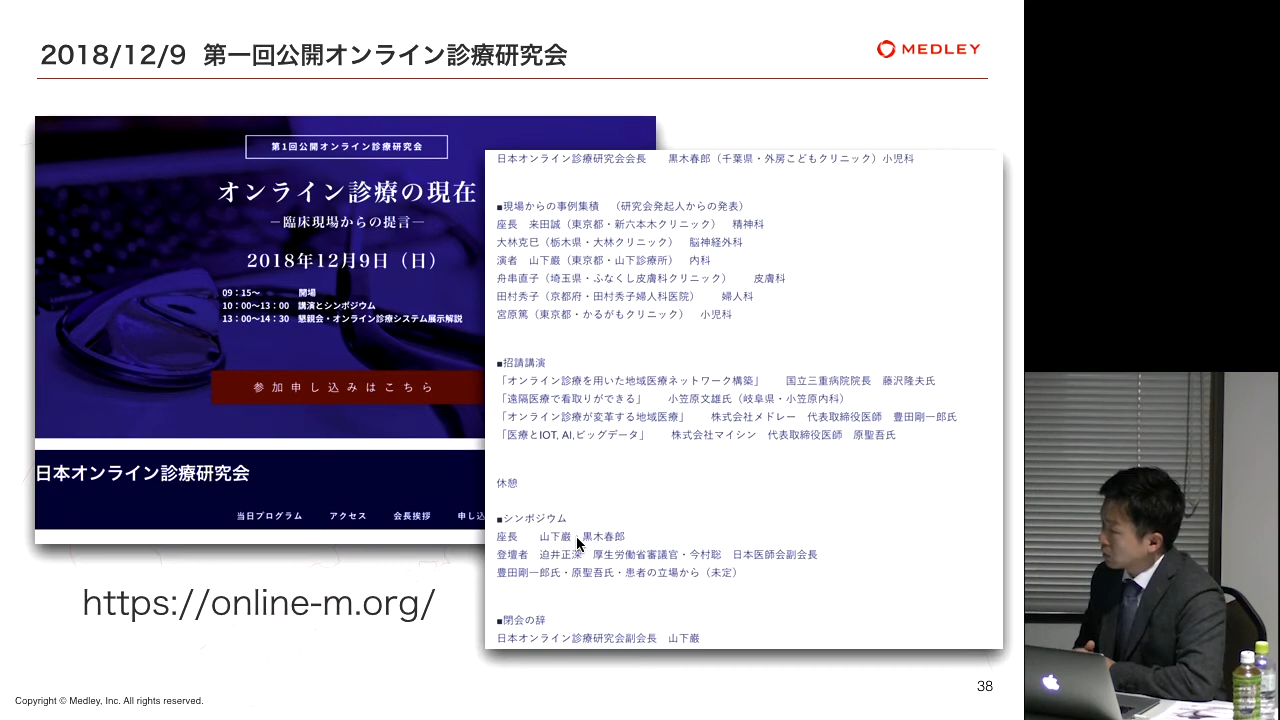 2018/12/9 第一回公開オンライン診療研究会
MEDLEY
第1回公開オンライン診療研究会
オンライン診療の現在
−臨床現場からの提言−
2018年12月9日（日）
09：15〜 開場
10：00〜13：00 講演とシンポジウム
13：00〜14：30 懇親会・オンライン診療システム展示解説
参加申し込みはこちら
日本オンライン診療研究会
当日プログラム アクセス 会長挨拶 申し込
日本オンライン診療研究会会長 黒木春郎（千葉県・外房こどもクリニック）小児科
■現場からの事例集積 （研究会発起人からの発表）
座長 来田誠（東京都・新六本木クリニック） 精神科
大林克巳（栃木県・大林クリニック） 脳神経外科
演者 山下巌（東京都・山下診療所） 内科
舟串直子（埼玉県・ふなくし皮膚科クリニック） 皮膚科
田村秀子（京都府・田村秀子婦人科医院） 婦人科
宮原篤（東京都・かるがもクリニック） 小児科
■招請講演
「オンライン診療を用いた地域医療ネットワーク構築」 国立三重病院院長 藤沢隆夫氏
「遠隔医療で看取りができる」 小笠原文雄氏（岐阜県・小笠原内科）
「オンライン診療が変革する地域医療」 株式会社メドレー 代表取締役医師 豊田剛一郎氏
「医療とIOT, AI,ビッグデータ」 株式会社マイシン 代表取締役医師 原聖吾氏
休憩
■シンポジウム
座長 山下巌・黒木春郎
登壇者 迫井正深 厚生労働省審議官・今村聡 日本医師会副会長
豊田剛一郎氏・原聖吾氏・患者の立場から（未定）
■閉会の辞
日本オンライン診療研究会副会長 山下巌
https://online-m.org/
38
Copyright © Medley, Inc. All rights reserved.